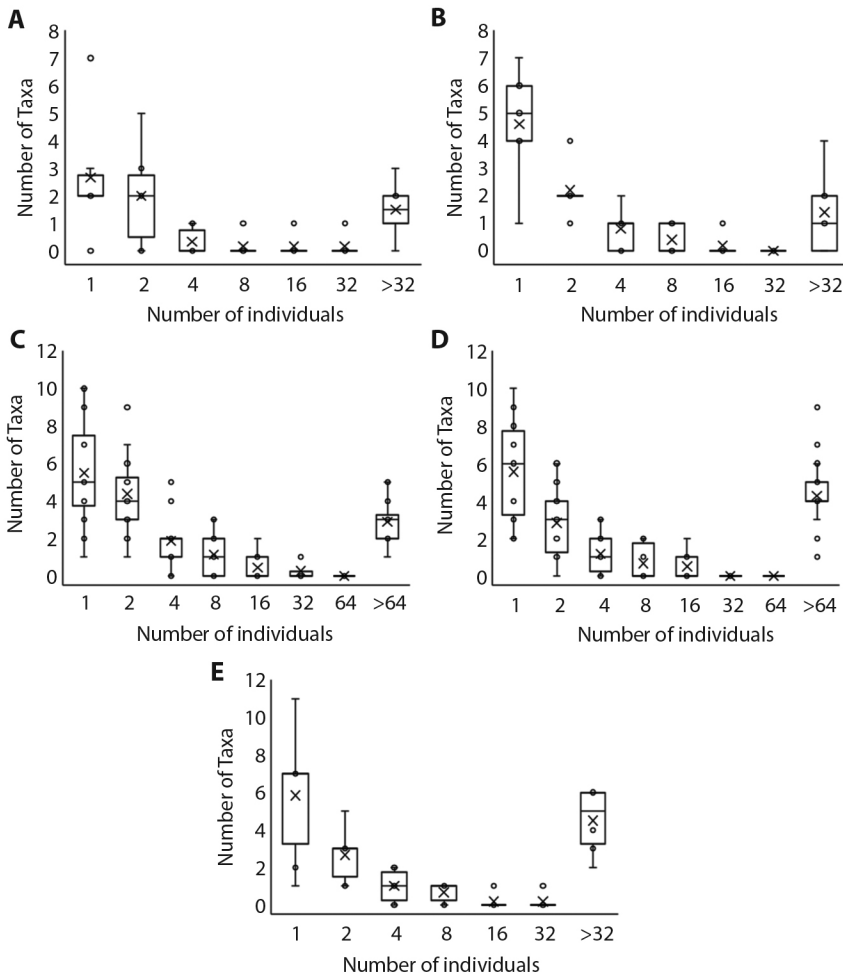 A
Number of Taxa
8
7
6
5
4
3
2
1
0
1 2 4 8 16 32 >32
Number of individuals
B
Number of Taxa
8
7
6
5
4
3
2
1
0
1 2 4 8 16 32 >32
Number of individuals
C
Number of Taxa
12
10
8
6
4
2
0
1 2 4 8 16 32 64 >64
Number of individuals
D
Number of Taxa
12
10
8
6
4
2
0
1 2 4 8 16 32 64 >64
Number of individuals
E
Number of Taxa
12
10
8
6
4
2
0
1 2 4 8 16 32 >32
Number of individuals